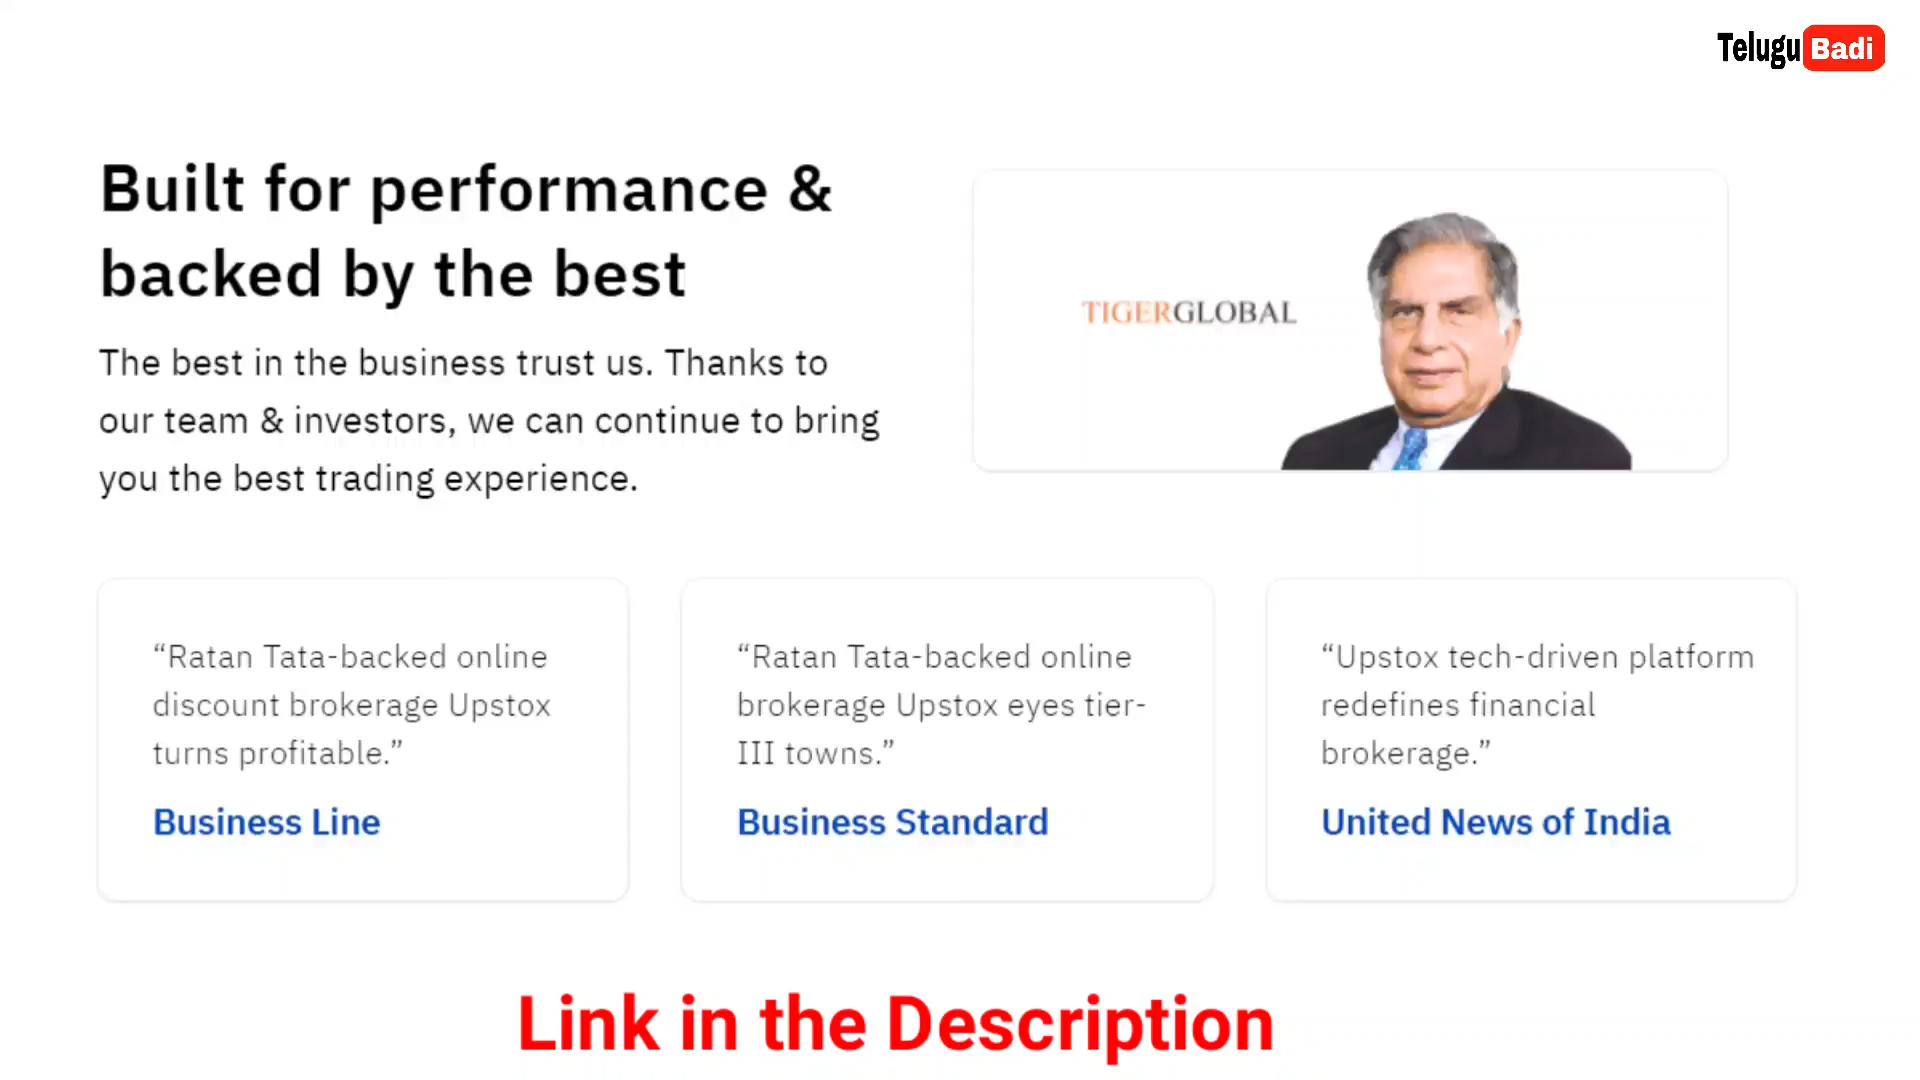 Telugu Badi
Built for performance &
backed by the best
The best in the business trust us. Thanks to
our team & investors, we can continue to bring
you the best trading experience.
TIGERGLOBAL
“Ratan Tata-backed online
discount brokerage Upstox
turns profitable.”
Business Line
“Ratan Tata-backed online
brokerage Upstox eyes tier-
III towns.”
Business Standard
“Upstox tech-driven platform
redefines financial
brokerage.”
United News of India
Link in the Description